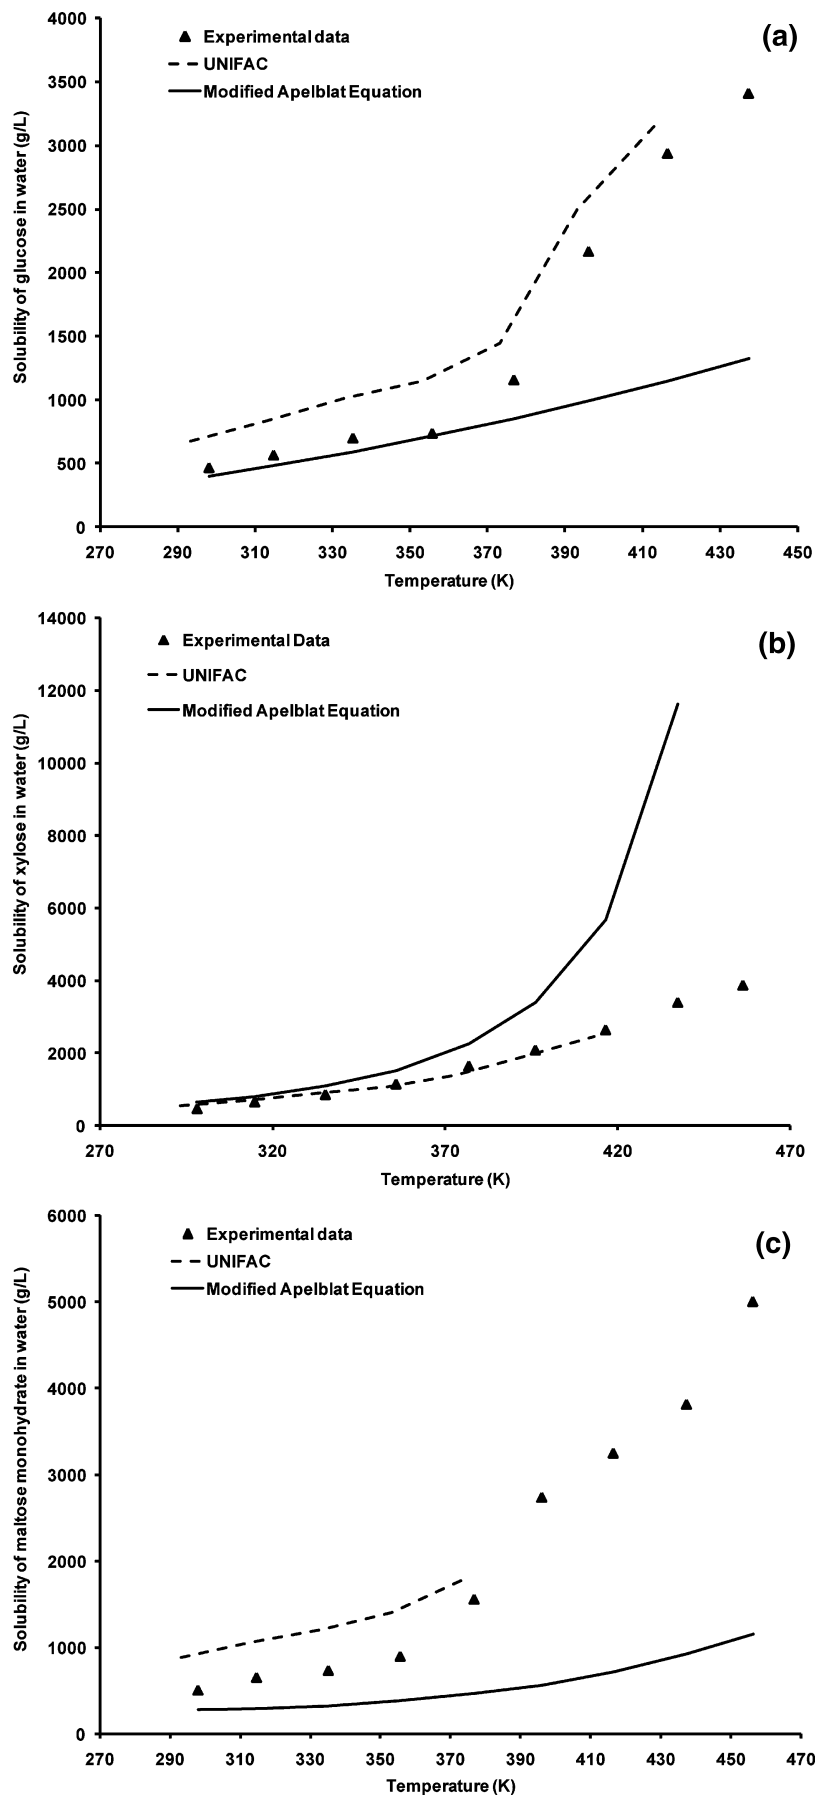 (a)
Experimental data
UNIFAC
Modified Apelblat Equation
Solubility of glucose in water (g/L)
4000
3500
3000
2500
2000
1500
1000
500
0
270 290 310 330 350 370 390 410 430 450
Temperature (K)
(b)
Experimental Data
UNIFAC
Modified Apelblat Equation
Solubility of xylose in water (g/L)
14000
12000
10000
8000
6000
4000
2000
0
270 320 370 420 470
Temperature (K)
(c)
Experimental data
UNIFAC
Modified Apelblat Equation
Solubility of maltose monohydrate in water (g/L)
6000
5000
4000
3000
2000
1000
0
270 290 310 330 350 370 390 410 430 450 470
Temperature (K)